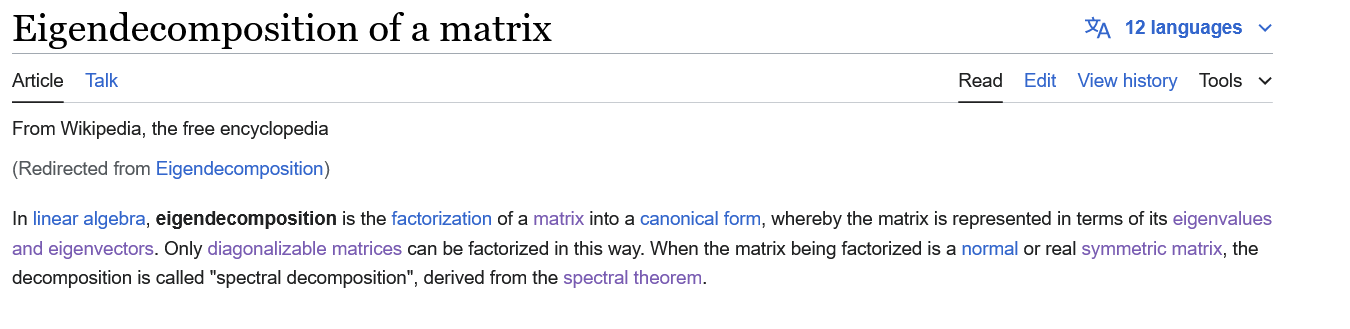 Eigendecomposition of a matrix
12 languages
Article Talk
Read Edit View history Tools
From Wikipedia, the free encyclopedia
(Redirected from Eigendecomposition)
In linear algebra, eigendecomposition is the factorization of a matrix into a canonical form, whereby the matrix is represented in terms of its eigenvalues
and eigenvectors. Only diagonalizable matrices can be factorized in this way. When the matrix being factorized is a normal or real symmetric matrix, the
decomposition is called "spectral decomposition", derived from the spectral theorem.